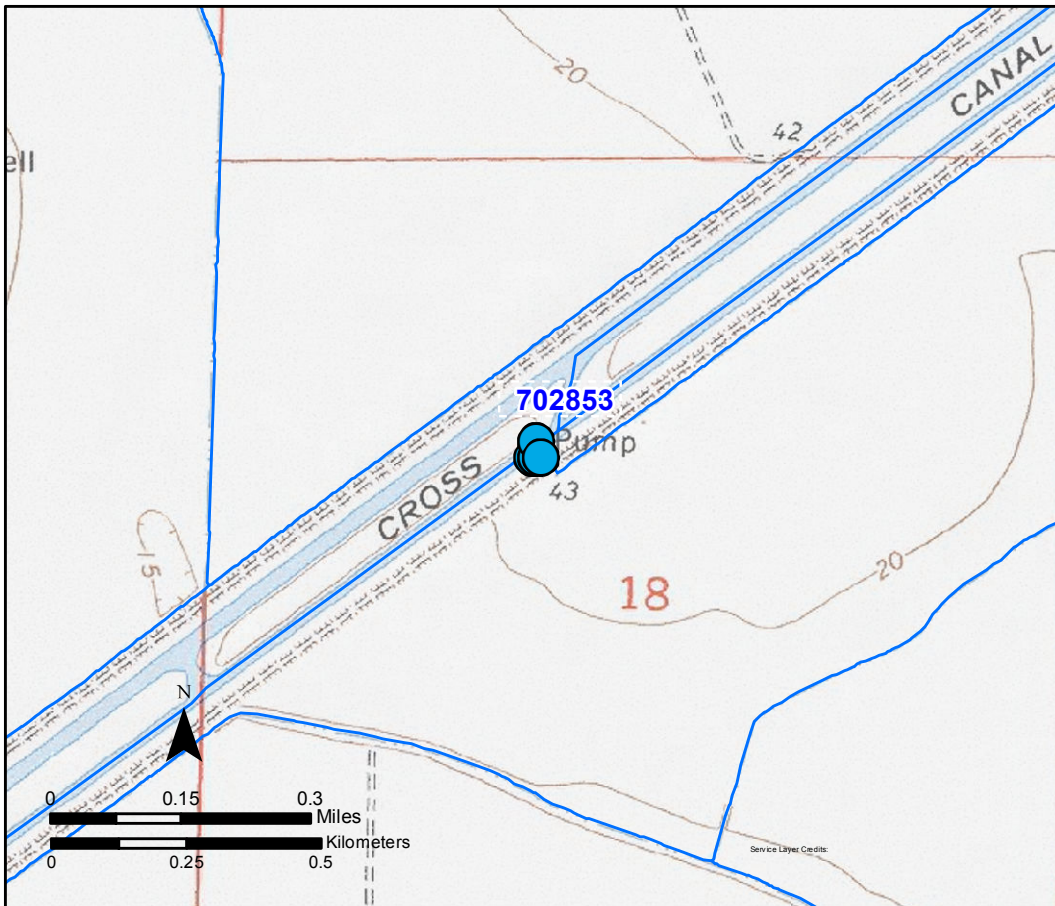 CANAL
20
42
ell
702853
Pump
CROSS
43
15
20
18
N
0 0.15 0.3
Miles
Kilometers
0 0.25 0.5
Service Layer Credits: